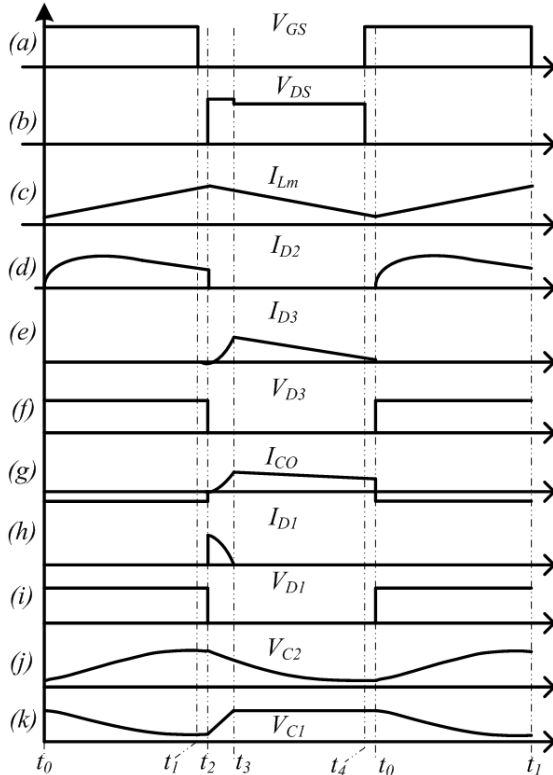 (a) V_GS
(b) V_DS
(c) I_Lm
(d) I_D2
(e) I_D3
(f) V_D3
(g) I_CO
(h) I_D1
(i) V_D1
(j) V_C2
(k) V_C1
t_0 t_1 t_2 t_3 t_4 t_0 t_1